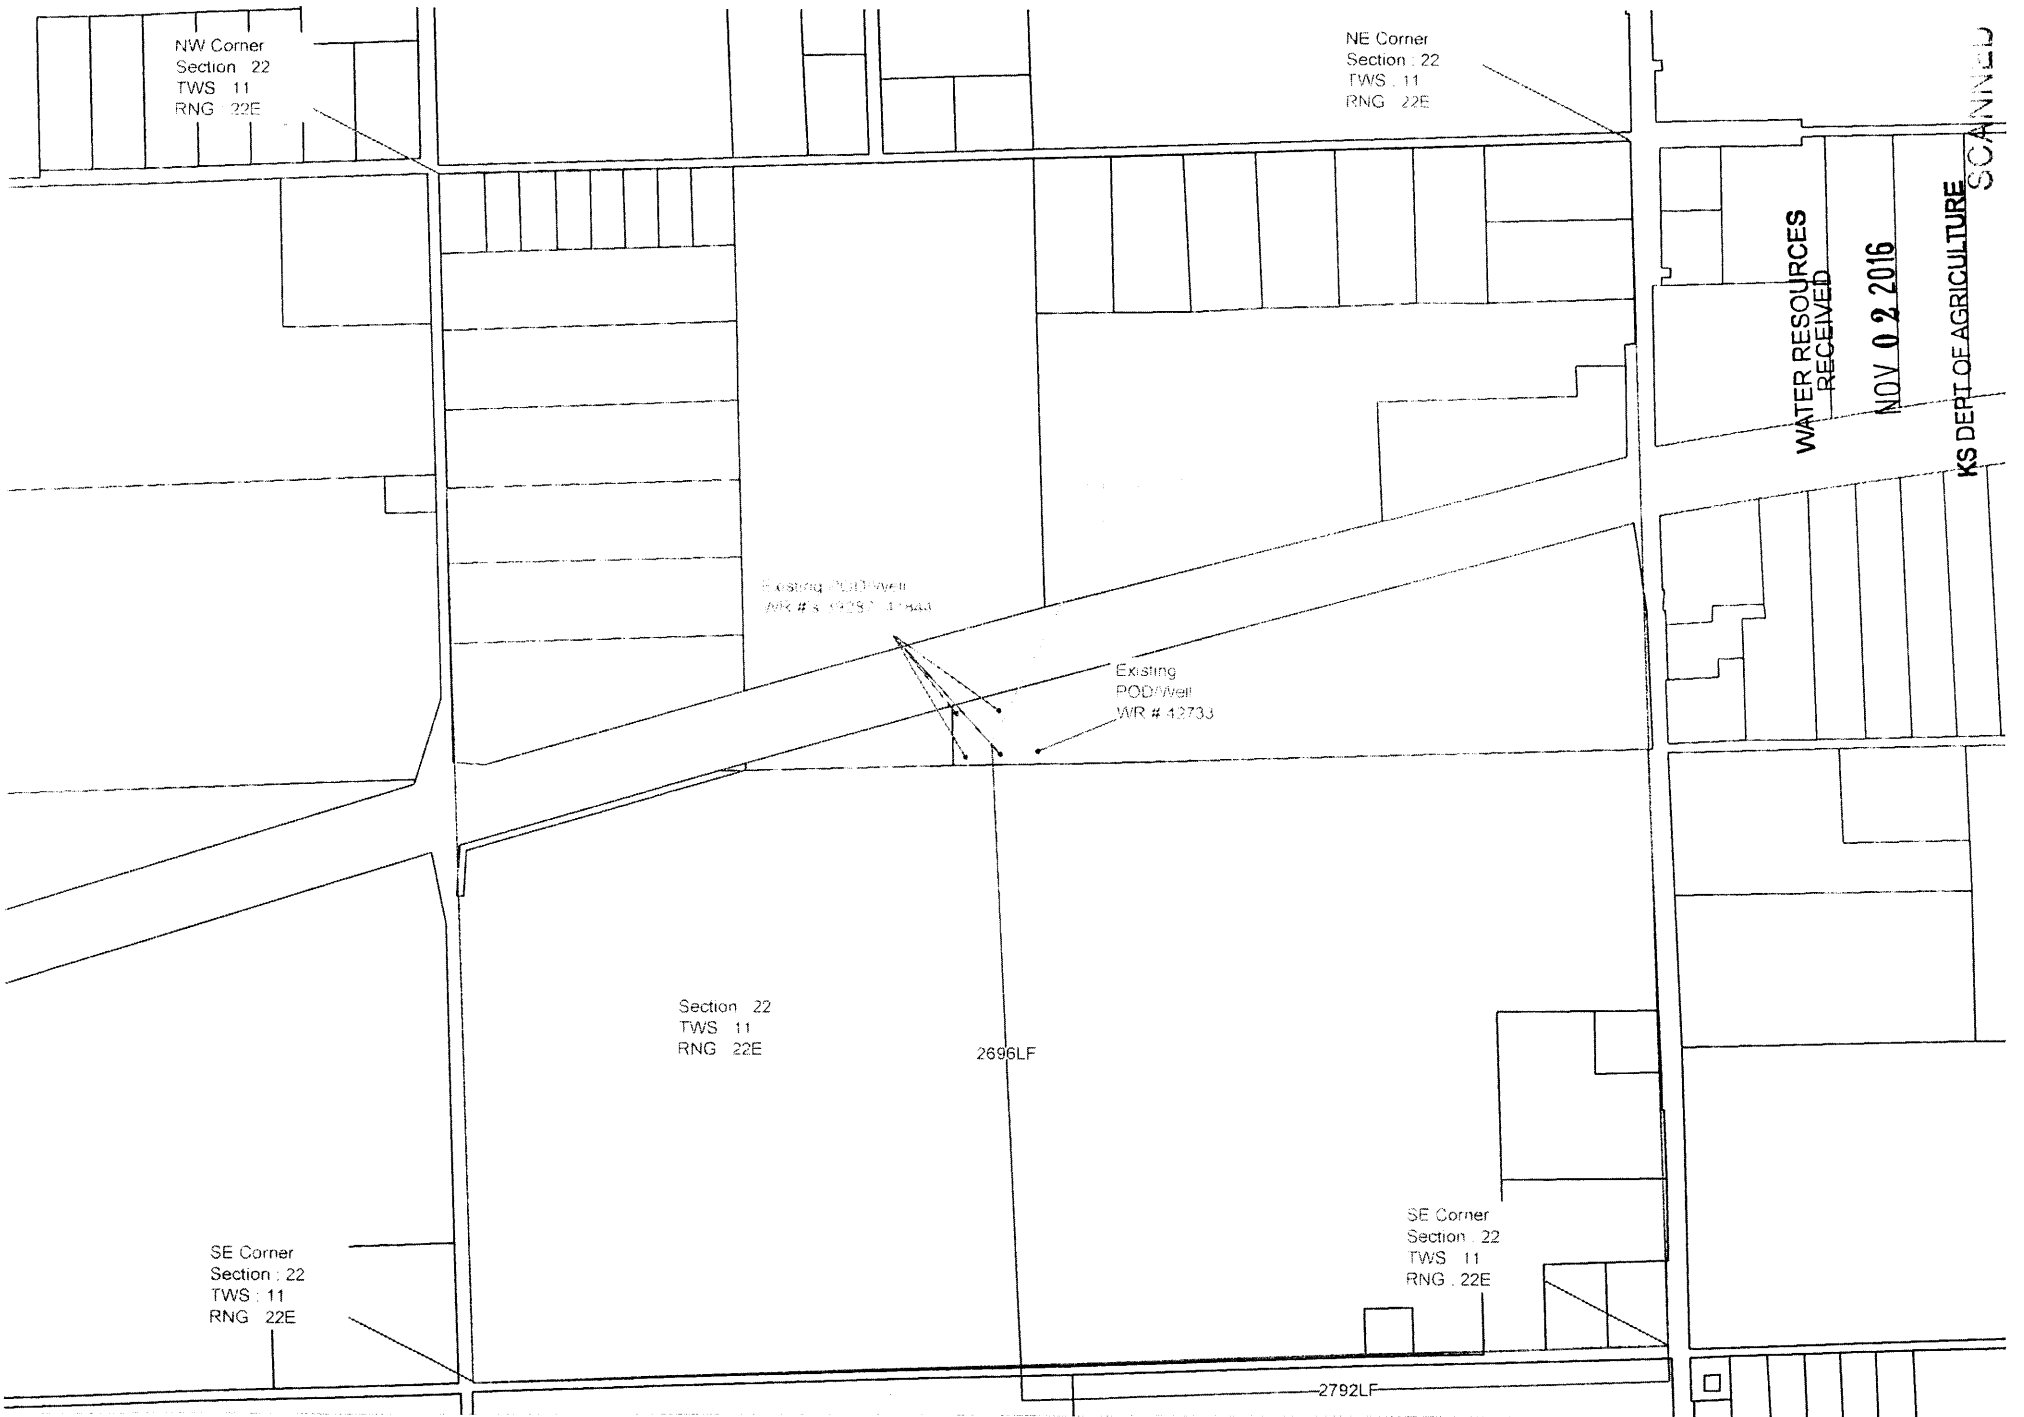 NW Corner
Section 22
TWS 11
RNG 22E
NE Corner
Section : 22
TWS : 11
RNG 22E
SCANNED
WATER RESOURCES
RECEIVED
NOV 02 2016
KS DEPT OF AGRICULTURE
Existing POD/Well
WR #'s
Existing
POD/Well
WR # 42733
Section 22
TWS 11
RNG 22E
2696LF
SE Corner
Section : 22
TWS : 11
RNG 22E
SE Corner
Section : 22
TWS 11
RNG : 22E
2792LF